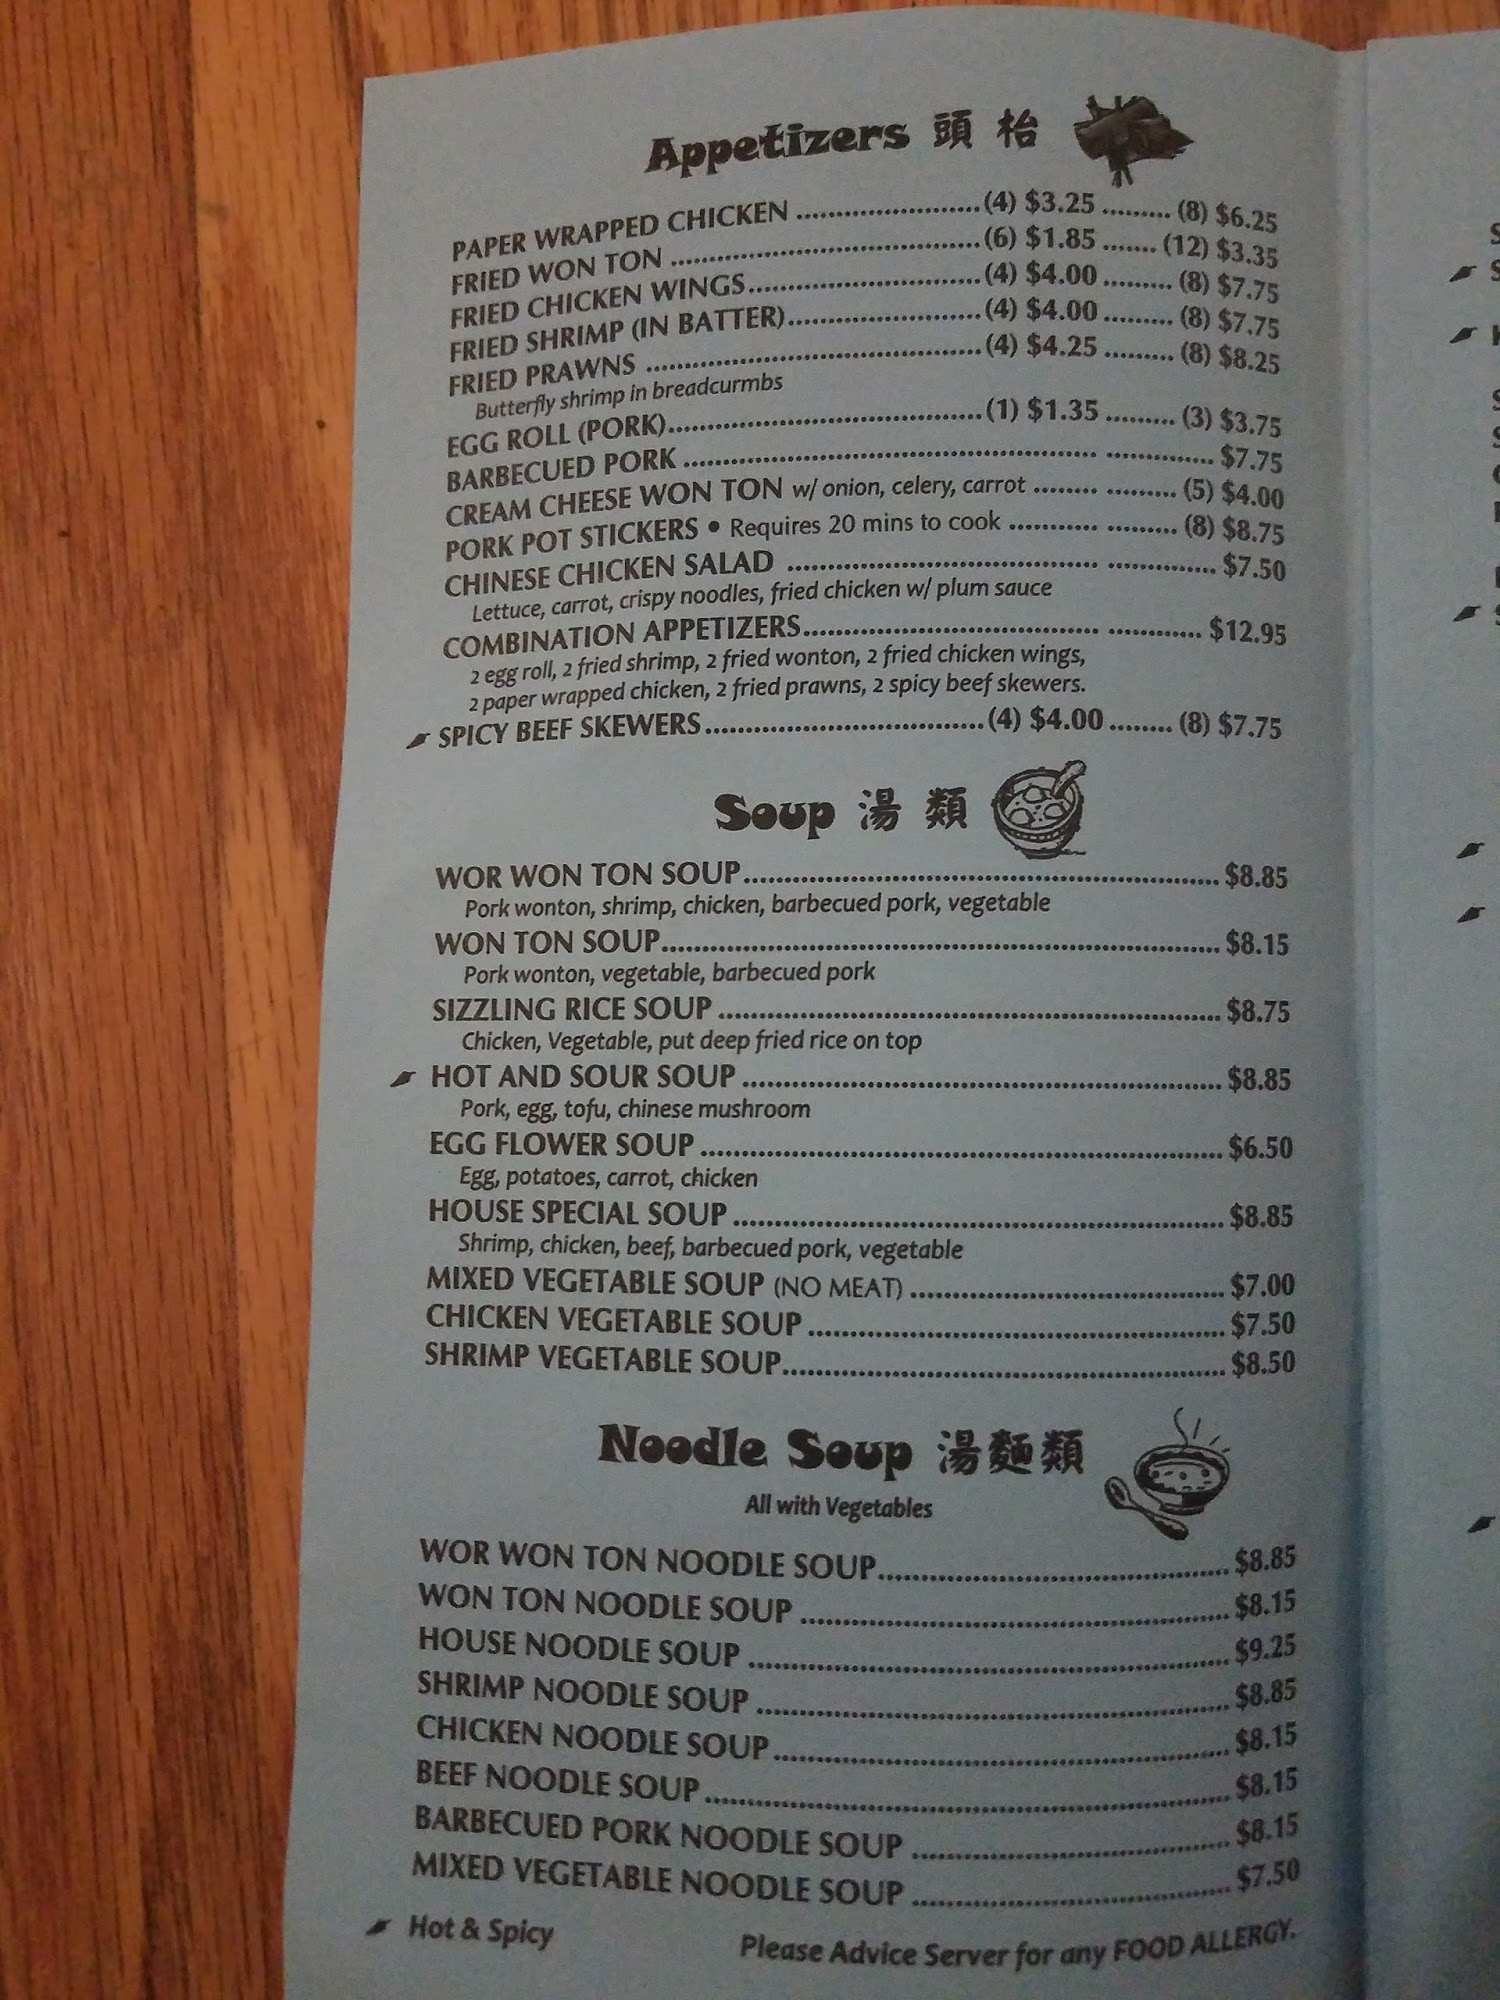 Appetizers 頭枱
PAPER WRAPPED CHICKEN ........................(4) $3.25 ......... (8) $6.25
FRIED WON TON ........................................(6) $1.85 ....... (12) $3.35
FRIED CHICKEN WINGS..............................(4) $4.00 ......... (8) $7.75
FRIED SHRIMP (IN BATTER)........................(4) $4.00 ......... (8) $7.75
FRIED PRAWNS ..........................................(4) $4.25 ......... (8) $8.25
Butterfly shrimp in breadcurmbs
EGG ROLL (PORK)........................................(1) $1.35 ......... (3) $3.75
BARBECUED PORK .................................................... ............. $7.75
CREAM CHEESE WON TON w/ onion, celery, carrot ........ ......... (5) $4.00
PORK POT STICKERS • Requires 20 mins to cook ........... ......... (8) $8.75
CHINESE CHICKEN SALAD ....................................... ............. $7.50
Lettuce, carrot, crispy noodles, fried chicken w/ plum sauce
COMBINATION APPETIZERS..................................... ............ $12.95
2 egg roll, 2 fried shrimp, 2 fried wonton, 2 fried chicken wings,
2 paper wrapped chicken, 2 fried prawns, 2 spicy beef skewers.
SPICY BEEF SKEWERS...................................(4) $4.00 ........ (8) $7.75
Soup 湯類
WOR WON TON SOUP............................................................ $8.85
Pork wonton, shrimp, chicken, barbecued pork, vegetable
WON TON SOUP...................................................................... $8.15
Pork wonton, vegetable, barbecued pork
SIZZLING RICE SOUP ............................................................... $8.75
Chicken, Vegetable, put deep fried rice on top
HOT AND SOUR SOUP ............................................................ $8.85
Pork, egg, tofu, chinese mushroom
EGG FLOWER SOUP ................................................................. $6.50
Egg, potatoes, carrot, chicken
HOUSE SPECIAL SOUP ............................................................. $8.85
Shrimp, chicken, beef, barbecued pork, vegetable
MIXED VEGETABLE SOUP (NO MEAT) ....................................... $7.00
CHICKEN VEGETABLE SOUP ..................................................... $7.50
SHRIMP VEGETABLE SOUP........................................................ $8.50
Noodle Soup 湯麵類
All with Vegetables
WOR WON TON NOODLE SOUP............................................. $8.85
WON TON NOODLE SOUP ...................................................... $8.15
HOUSE NOODLE SOUP ............................................................ $9.25
SHRIMP NOODLE SOUP ........................................................... $8.85
CHICKEN NOODLE SOUP ......................................................... $8.15
BEEF NOODLE SOUP .................................................................. $8.15
BARBECUED PORK NOODLE SOUP ........................................ $8.15
MIXED VEGETABLE NOODLE SOUP ........................................ $7.50
Hot & Spicy
Please Advice Server for any FOOD ALLERGY.